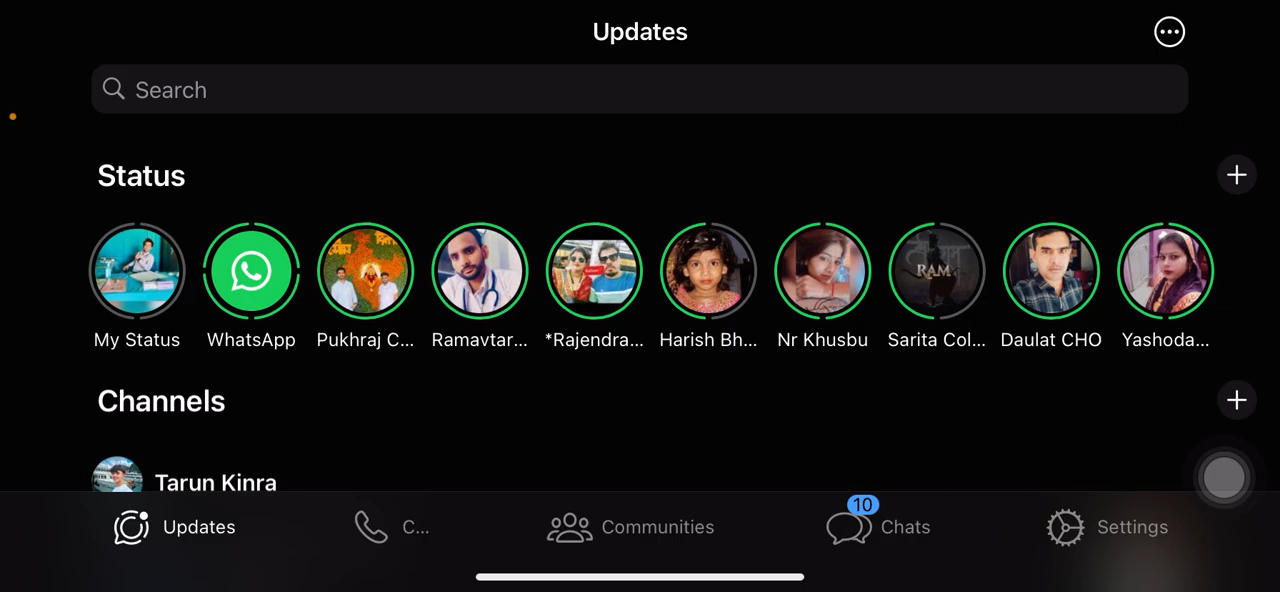 Updates
Search
Status
RAM
My Status
WhatsApp
Pukhraj C...
Ramavtar...
*Rajendra...
Harish Bh...
Nr Khusbu
Sarita Col...
Daulat CHO
Yashoda...
Channels
Tarun Kinra
Updates
C...
Communities
10
Chats
Settings